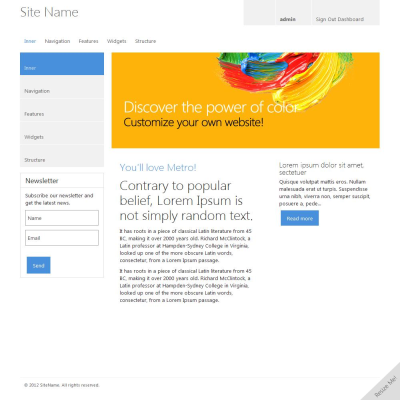 Site Name
admin
Sign Out Dashboard
Inner Navigation Features Widgets Structure
Inner
Navigation
Features
Widgets
Structure
Discover the power of color
Customize your own website!
Newsletter
Subscribe our newsletter and
get the latest news.
Name
Email
Send
You'll love Metro!
Contrary to popular
belief, Lorem Ipsum is
not simply random text.
It has roots in a piece of classical Latin literature from 45
BC, making it over 2000 years old. Richard McClintock, a
Latin professor at Hampden-Sydney College in Virginia,
looked up one of the more obscure Latin words,
consectetur, from a Lorem Ipsum passage.
It has roots in a piece of classical Latin literature from 45
BC, making it over 2000 years old. Richard McClintock, a
Latin professor at Hampden-Sydney College in Virginia,
looked up one of the more obscure Latin words,
consectetur, from a Lorem Ipsum passage.
Lorem ipsum dolor sit amet,
sectetuer
Quisque volutpat mattis eros. Nullam
malesuada erat ut turpis. Suspendisse
urna nibh, viverra non, semper suscipit,
posuere a, pede...
Read more
© 2012 SiteName, All rights reserved.
Resize Me!